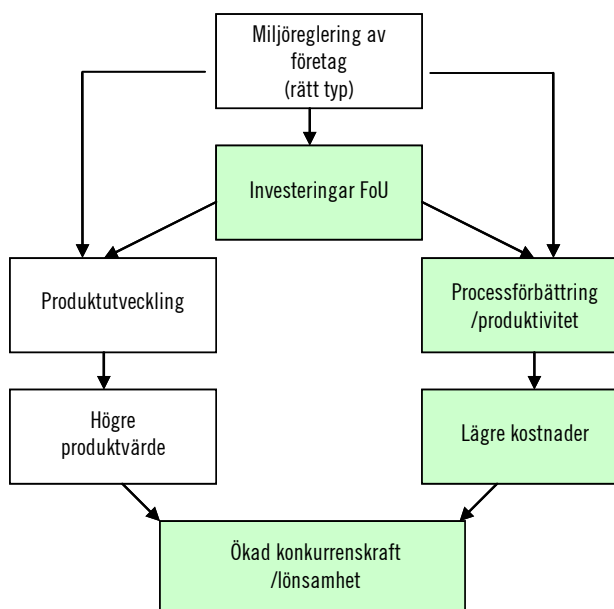 Miljöreglering av
företag
(rätt typ)
Investeringar FoU
Produktutveckling
Processförbättring
/produktivitet
Högre
produktvärde
Lägre kostnader
Ökad konkurrenskraft
/lönsamhet